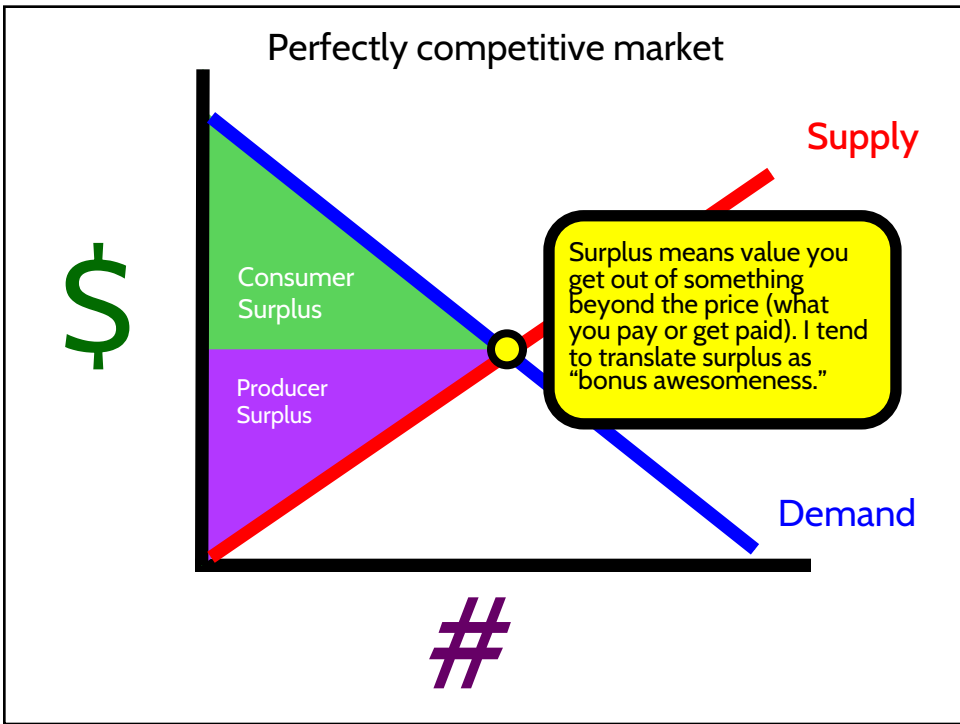 Perfectly competitive market
Supply
Surplus means value you
get out of something
beyond the price (what
you pay or get paid). I tend
to translate surplus as
“bonus awesomeness.”
$
Consumer
Surplus
Producer
Surplus
Demand
#